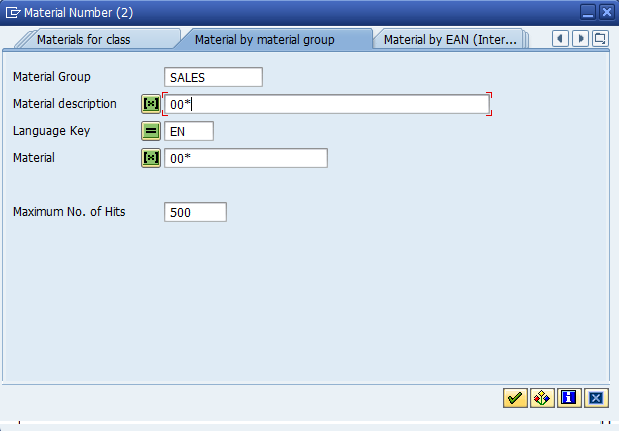 Material Number (2)
Materials for class
Material by material group
Material by EAN (Inter...
Material Group SALES
Material description 00*
Language Key EN
Material 00*
Maximum No. of Hits 500